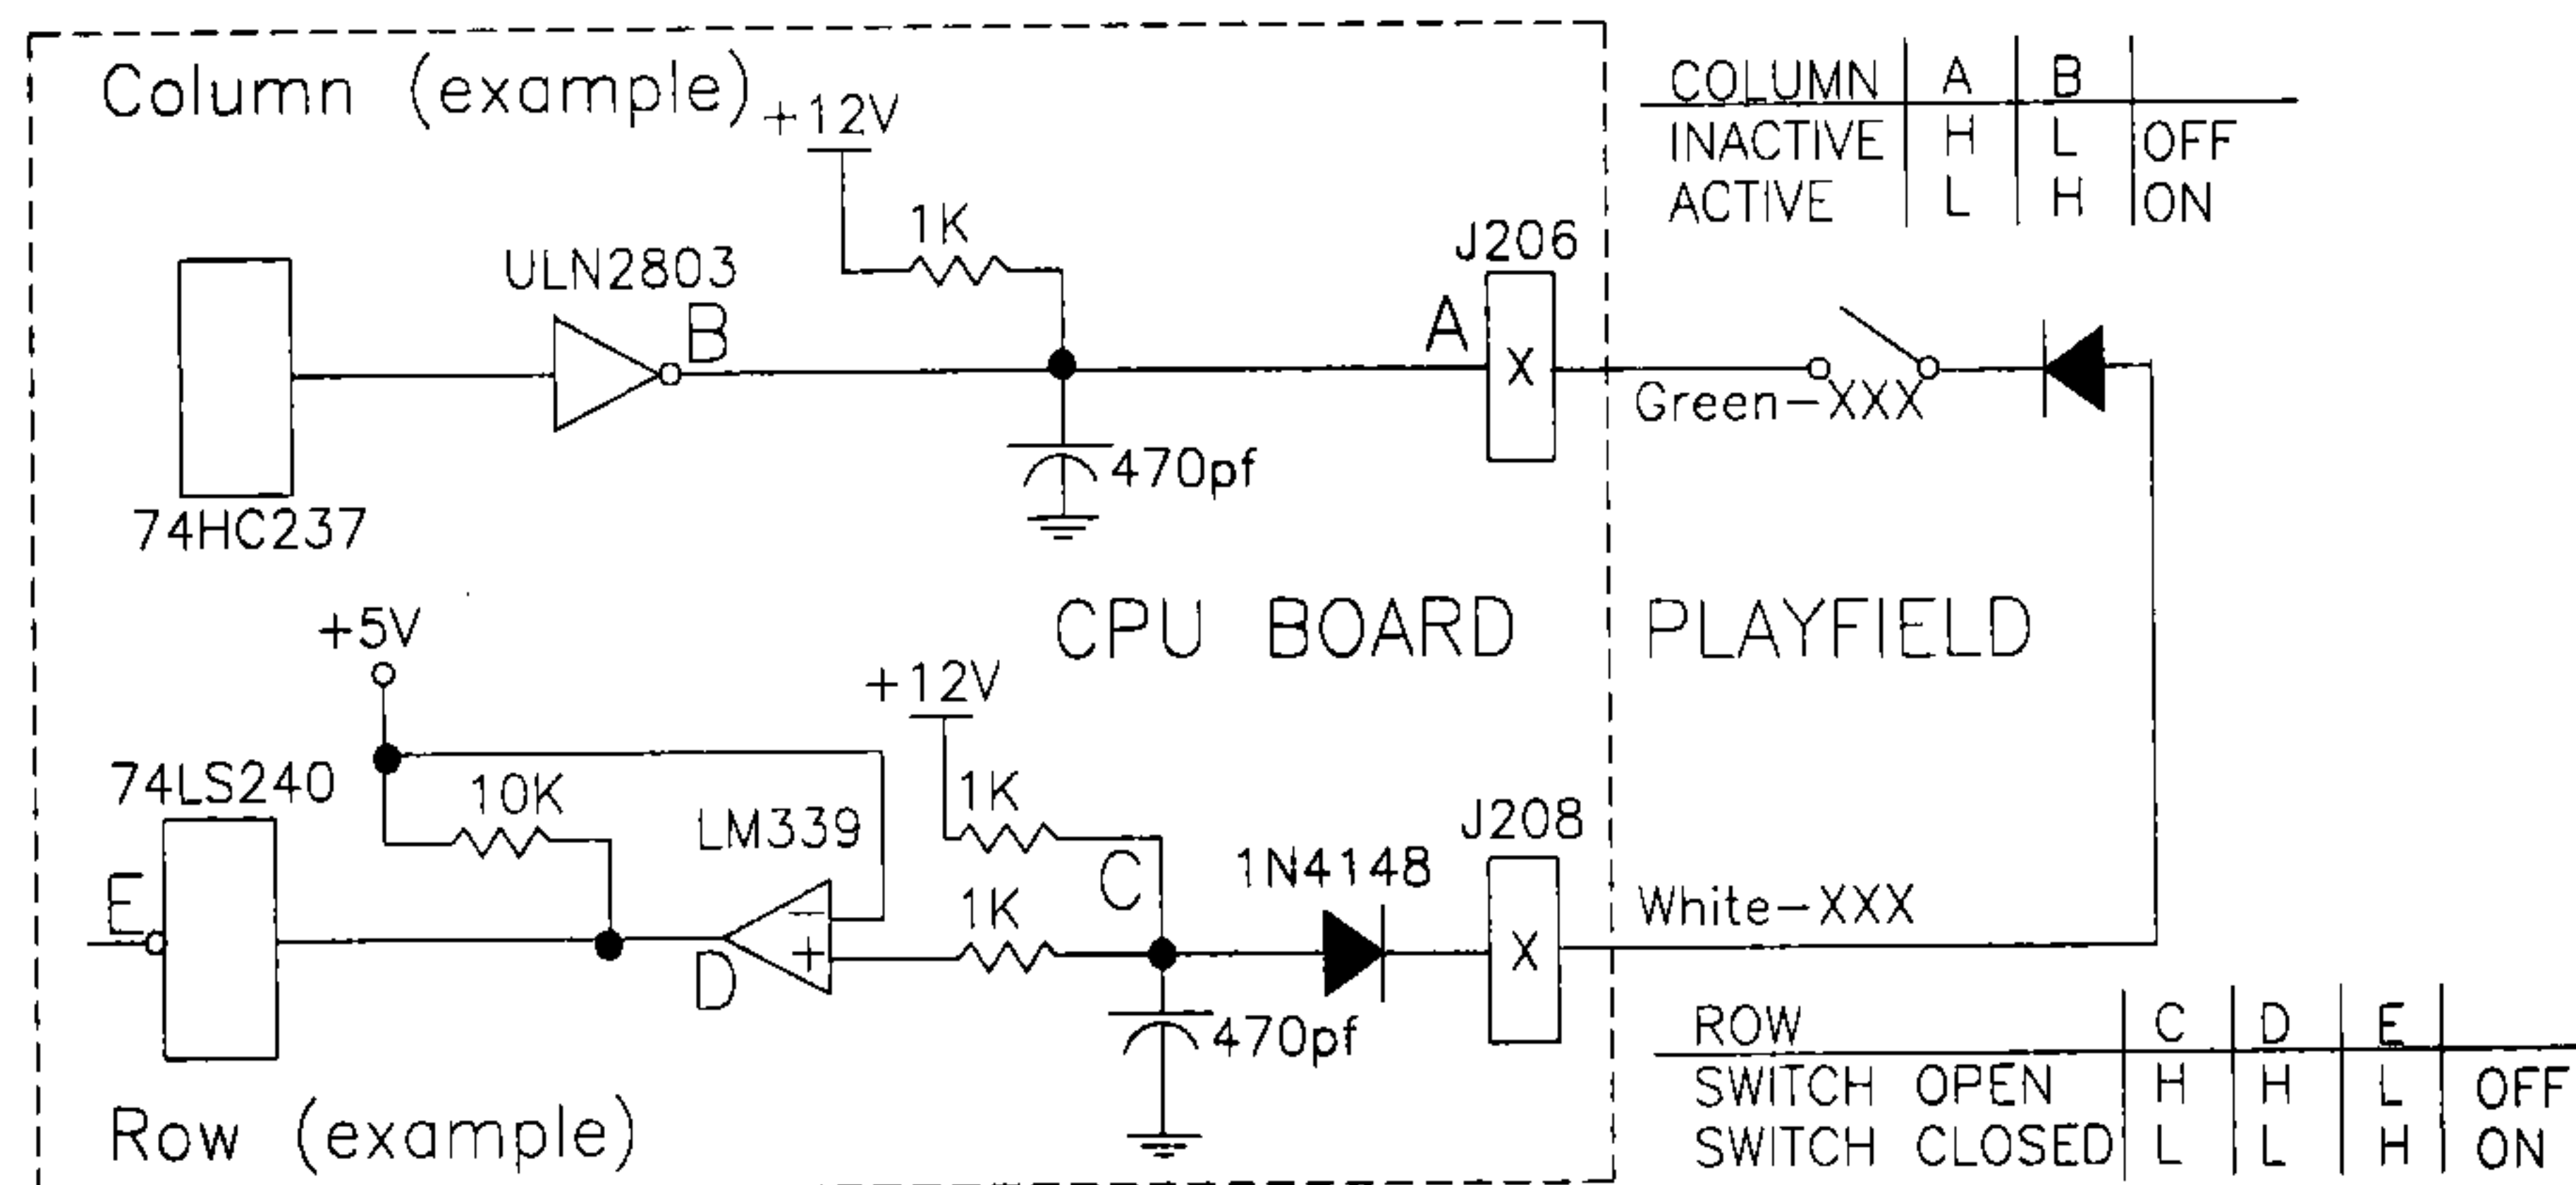 Column (example)
+12V
1K
ULN2803
B
A
J206
X
470pf
74HC237
Green-XXX
COLUMN A B
INACTIVE H L OFF
ACTIVE L H ON
CPU BOARD
PLAYFIELD
+5V
+12V
74LS240
10K
LM339
1K
C
1N4148
J208
E
D
−
+
1K
X
White-XXX
470pf
Row (example)
ROW C D E
SWITCH OPEN H H L OFF
SWITCH CLOSED L L H ON